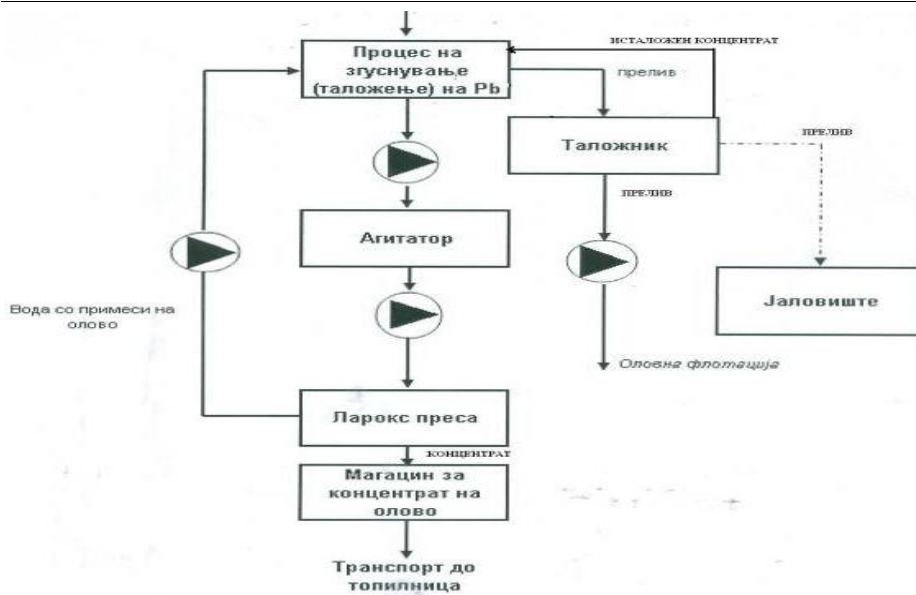 ИСТАЛОЖЕН КОНЦЕНТРАТ
Процес на
згуснување
(таложење) на Pb
прелив
Таложник
ПРЕЛИВ
ПРЕЛИВ
Агитатор
Јаловиште
Вода со примеси на
олово
Оловна флотација
Ларокс преса
КОНЦЕНТРАТ
Магацин за
концентрат на
олово
Транспорт до
топилница